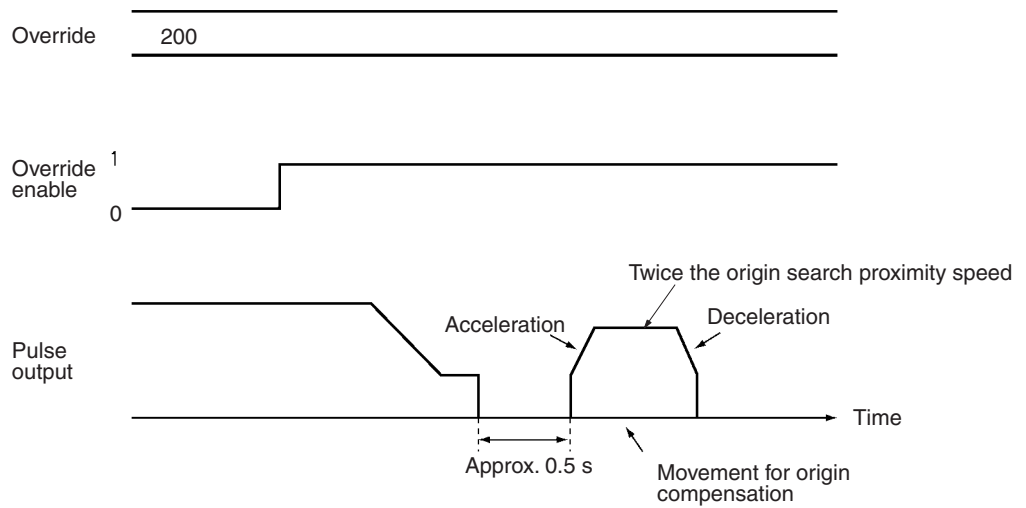 Override
200
Override
enable
1
0
Twice the origin search proximity speed
Acceleration
Deceleration
Pulse
output
Time
Approx. 0.5 s
Movement for origin
compensation